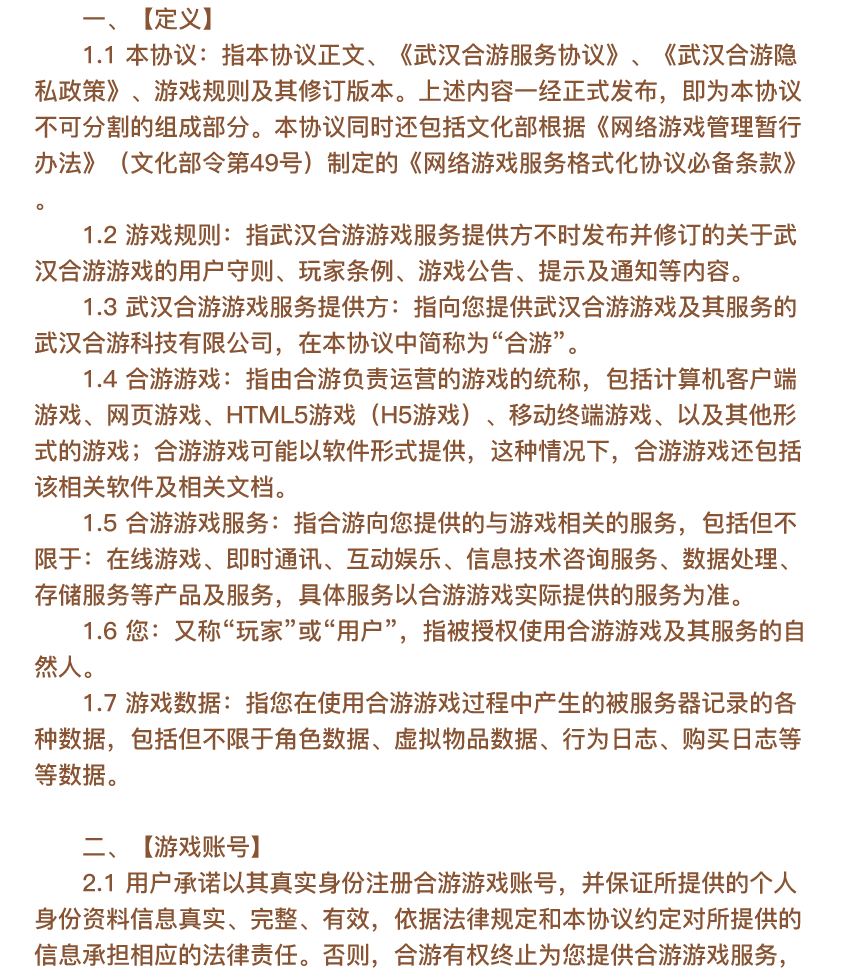 一、【定义】
1.1 本协议：指本协议正文、《武汉合游服务协议》、《武汉合游隐
私政策》、游戏规则及其修订版本。上述内容一经正式发布，即为本协议
不可分割的组成部分。本协议同时还包括文化部根据《网络游戏管理暂行
办法》（文化部令第49号）制定的《网络游戏服务格式化协议必备条款》
。
1.2 游戏规则：指武汉合游游戏服务提供方不时发布并修订的关于武
汉合游游戏的用户守则、玩家条例、游戏公告、提示及通知等内容。
1.3 武汉合游游戏服务提供方：指向您提供武汉合游游戏及其服务的
武汉合游科技有限公司，在本协议中简称为“合游”。
1.4 合游游戏：指由合游负责运营的游戏的统称，包括计算机客户端
游戏、网页游戏、HTML5游戏（H5游戏）、移动终端游戏、以及其他形
式的游戏；合游游戏可能以软件形式提供，这种情况下，合游游戏还包括
该相关软件及相关文档。
1.5 合游游戏服务：指合游向您提供的与游戏相关的服务，包括但不
限于：在线游戏、即时通讯、互动娱乐、信息技术咨询服务、数据处理、
存储服务等产品及服务，具体服务以合游游戏实际提供的服务为准。
1.6 您：又称“玩家”或“用户”，指被授权使用合游游戏及其服务的自
然人。
1.7 游戏数据：指您在使用合游游戏过程中产生的被服务器记录的各
种数据，包括但不限于角色数据、虚拟物品数据、行为日志、购买日志等
等数据。
二、【游戏账号】
2.1 用户承诺以其真实身份注册合游游戏账号，并保证所提供的个人
身份资料信息真实、完整、有效，依据法律规定和本协议约定对所提供的
信息承担相应的法律责任。否则，合游有权终止为您提供合游游戏服务，